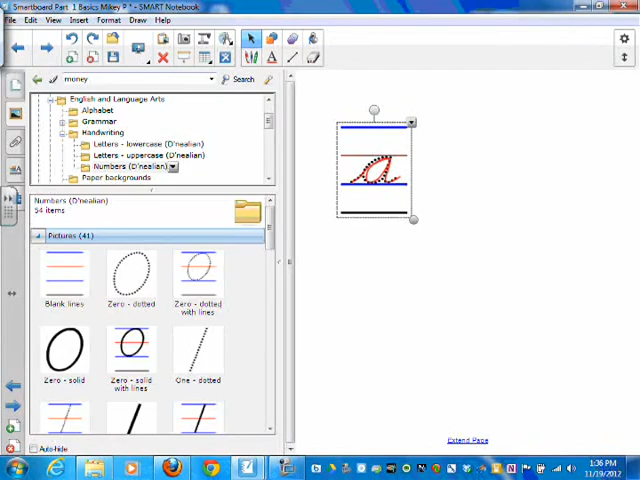 Smartboard Part 1 Basics Mikey P * - SMART Notebook
File Edit View Insert Format Draw Help
money
Search
English and Language Arts
Alphabet
Grammar
Handwriting
Letters - lowercase (D'nealian)
Letters - uppercase (D'nealian)
Numbers (D'nealian)
Paper backgrounds
Numbers (D'nealian)
54 items
Pictures (41)
Blank lines
Zero - dotted
Zero - dotted with lines
Zero - solid
Zero - solid with lines
One - dotted
a
Auto-hide
Extend Page
1:36 PM
11/19/2012